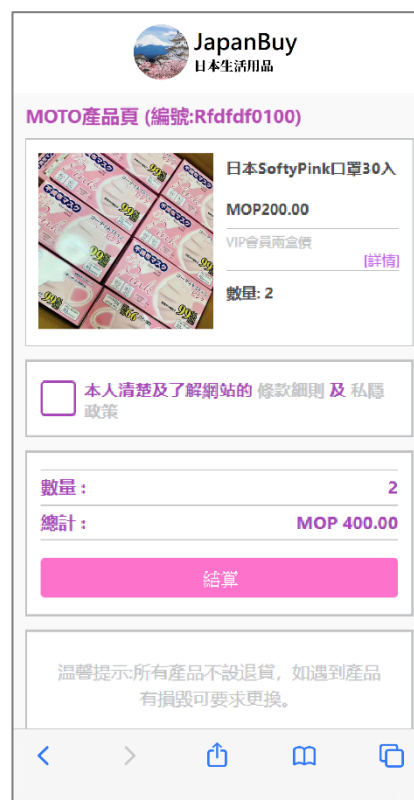 JapanBuy
日本生活用品
MOTO產品頁 (編號:Rfdfdf0100)
日本SøftyPink口罩30入
MOP200.00
VIP會員兩盒價
[詳情]
數量: 2
本人清楚及了解網站的 條款細則 及 私隱
政策
數量 :
2
總計 :
MOP 400.00
結算
温馨提示:所有產品不設退貨，如遇到產品
有損毀可要求更換。